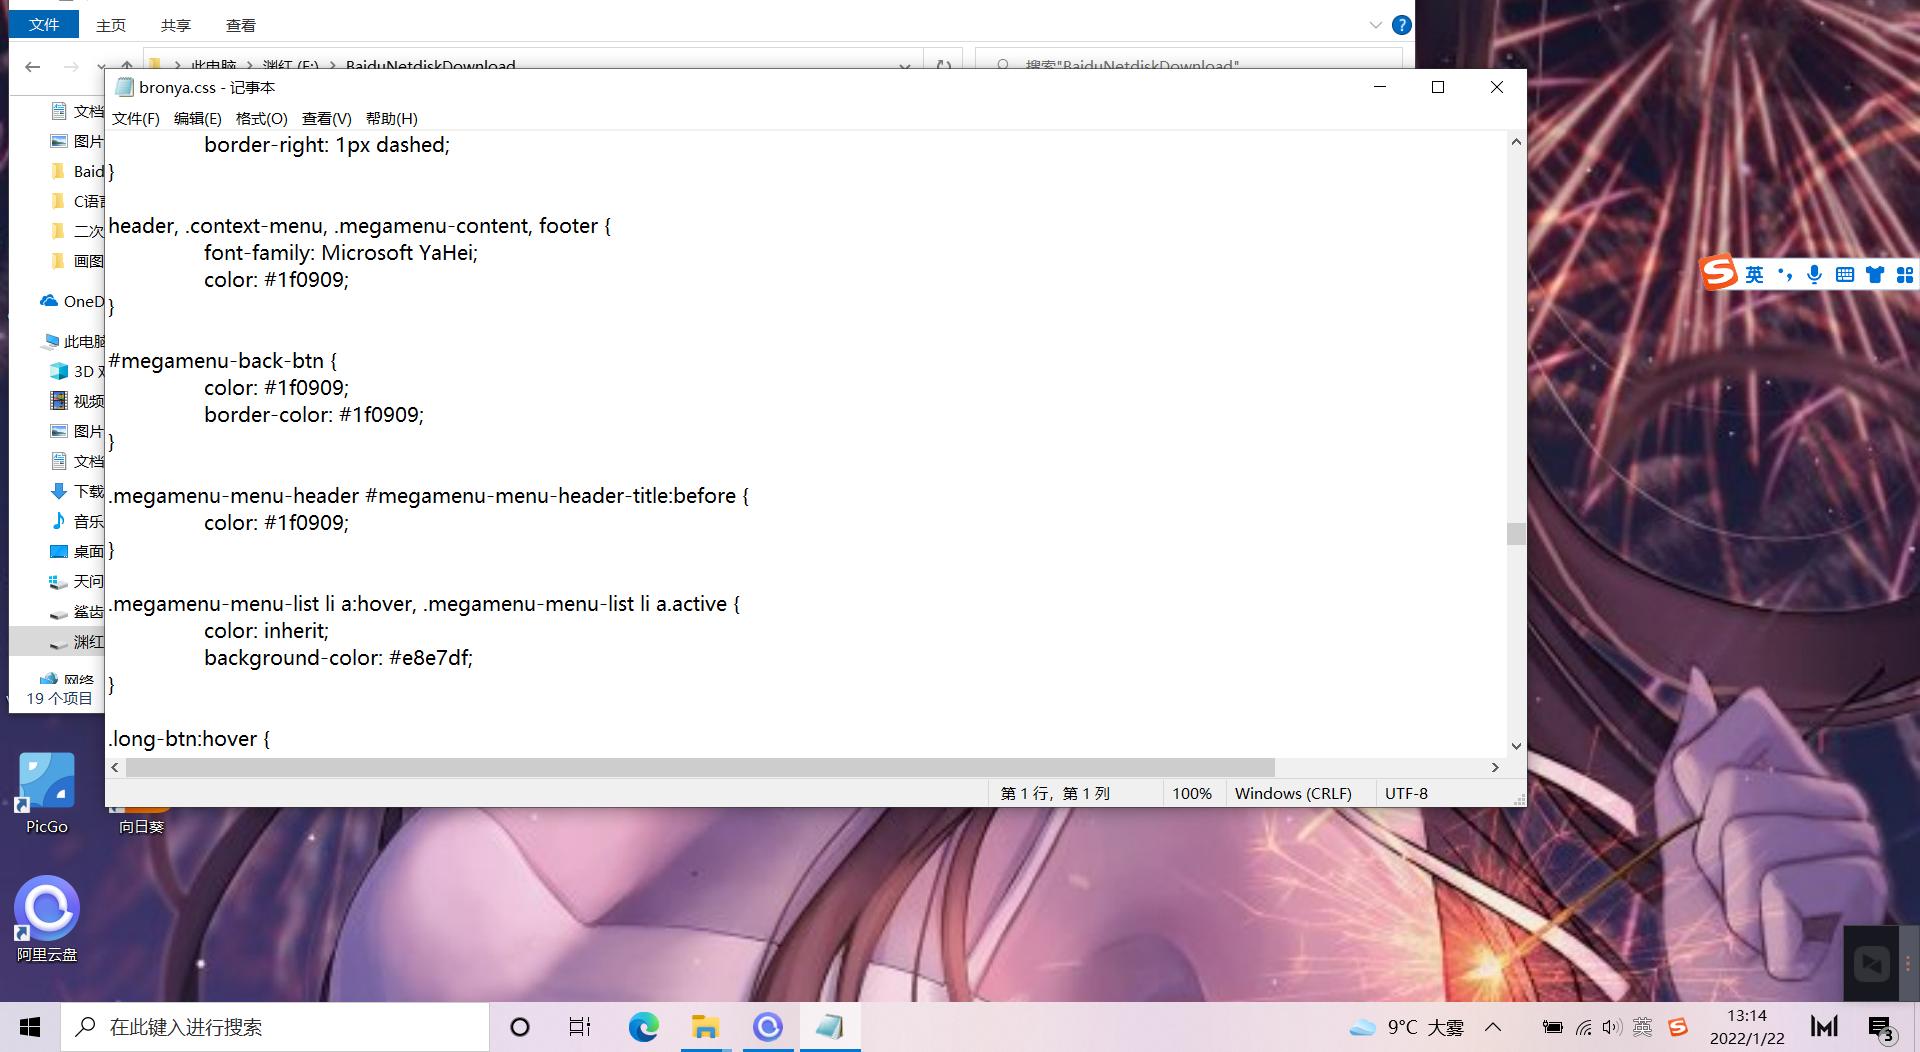 文件 主页 共享 查看
此电脑 渊红 (E:) BaiduNetdiskDownload
搜索"BaiduNetdiskDownload"
bronya.css - 记事本
文件(F) 编辑(E) 格式(O) 查看(V) 帮助(H)
border-right: 1px dashed;
}
header, .context-menu, .megamenu-content, footer {
font-family: Microsoft YaHei;
color: #1f0909;
}
#megamenu-back-btn {
color: #1f0909;
border-color: #1f0909;
}
.megamenu-menu-header #megamenu-menu-header-title:before {
color: #1f0909;
}
.megamenu-menu-list li a:hover, .megamenu-menu-list li a.active {
color: inherit;
background-color: #e8e7df;
}
.long-btn:hover {
第 1 行，第 1 列 100% Windows (CRLF) UTF-8
文档
图片
Baid
C语言
二次
画图
OneD
此电脑
3D
视频
图片
文档
下载
音乐
桌面
天问
鲨齿
渊红
网络
19 个项目
英
PicGo
向日葵
阿里云盘
在此键入进行搜索
9°C 大雾
英
13:14
2022/1/22
3